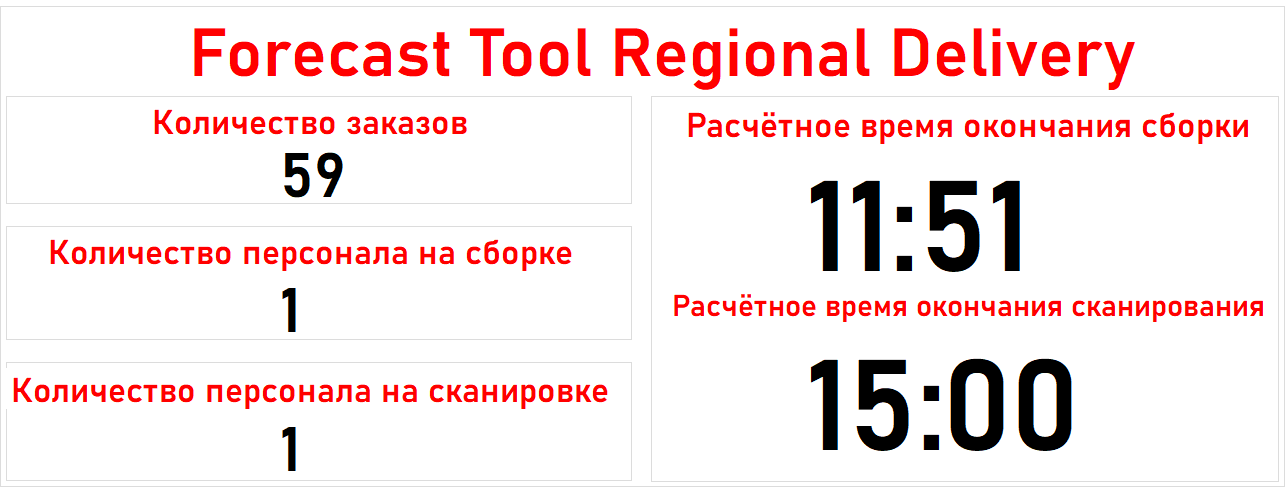 Forecast Tool Regional Delivery
Количество заказов
59
Количество персонала на сборке
1
Количество персонала на сканировке
1
Расчётное время окончания сборки
11:51
Расчётное время окончания сканирования
15:00